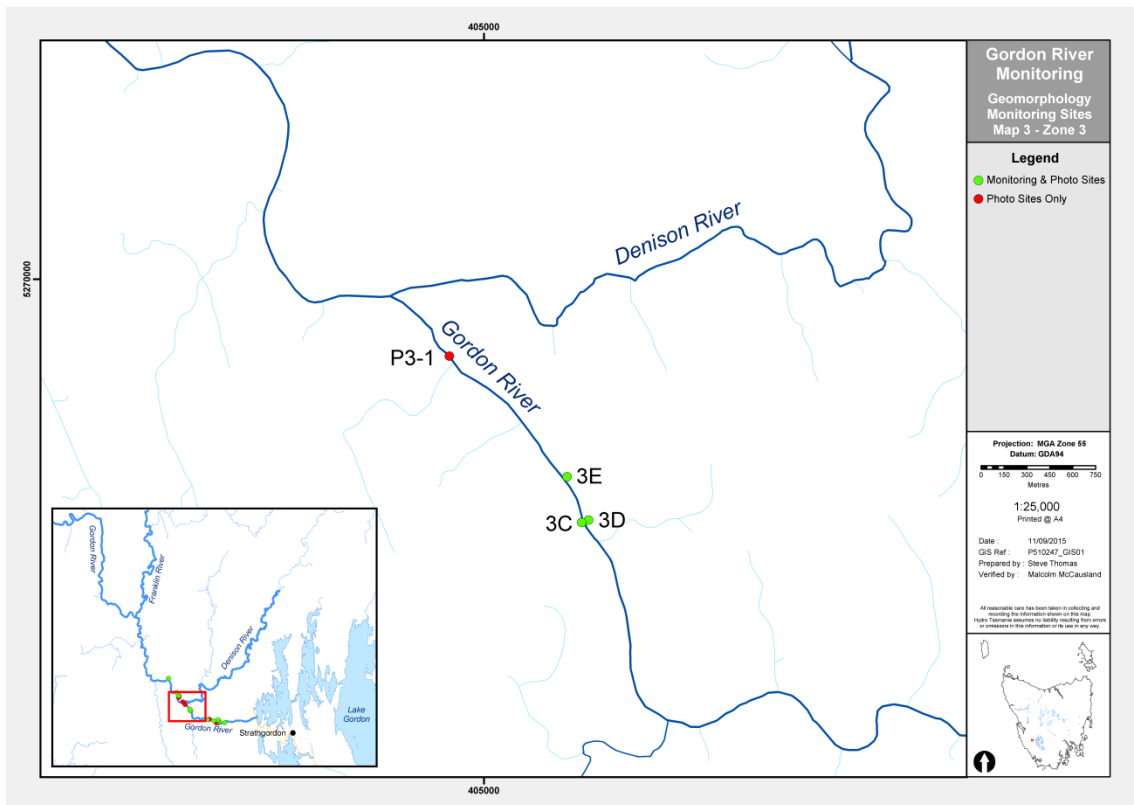 405000
5270000
Denison River
Gordon River
P3-1
3E
3C
3D
405000
Gordon River
Franklin River
Denison River
Gordon River
Strathgordon
Lake
Gordon
Gordon River
Monitoring
Geomorphology
Monitoring Sites
Map 3 - Zone 3
Legend
Monitoring & Photo Sites
Photo Sites Only
Projection: MGA Zone 55
Datum: GDA94
0 150 300 450 600 750
Metres
1:25,000
Printed @ A4
Date : 11/09/2015
GIS Ref : P510247_GIS01
Prepared by : Steve Thomas
Verified by : Malcolm McCausland
All reasonable care has been taken in collecting and
recording the information shown on this map.
Hydro Tasmania assumes no liability resulting from errors
or omissions in this information or its use in any way.